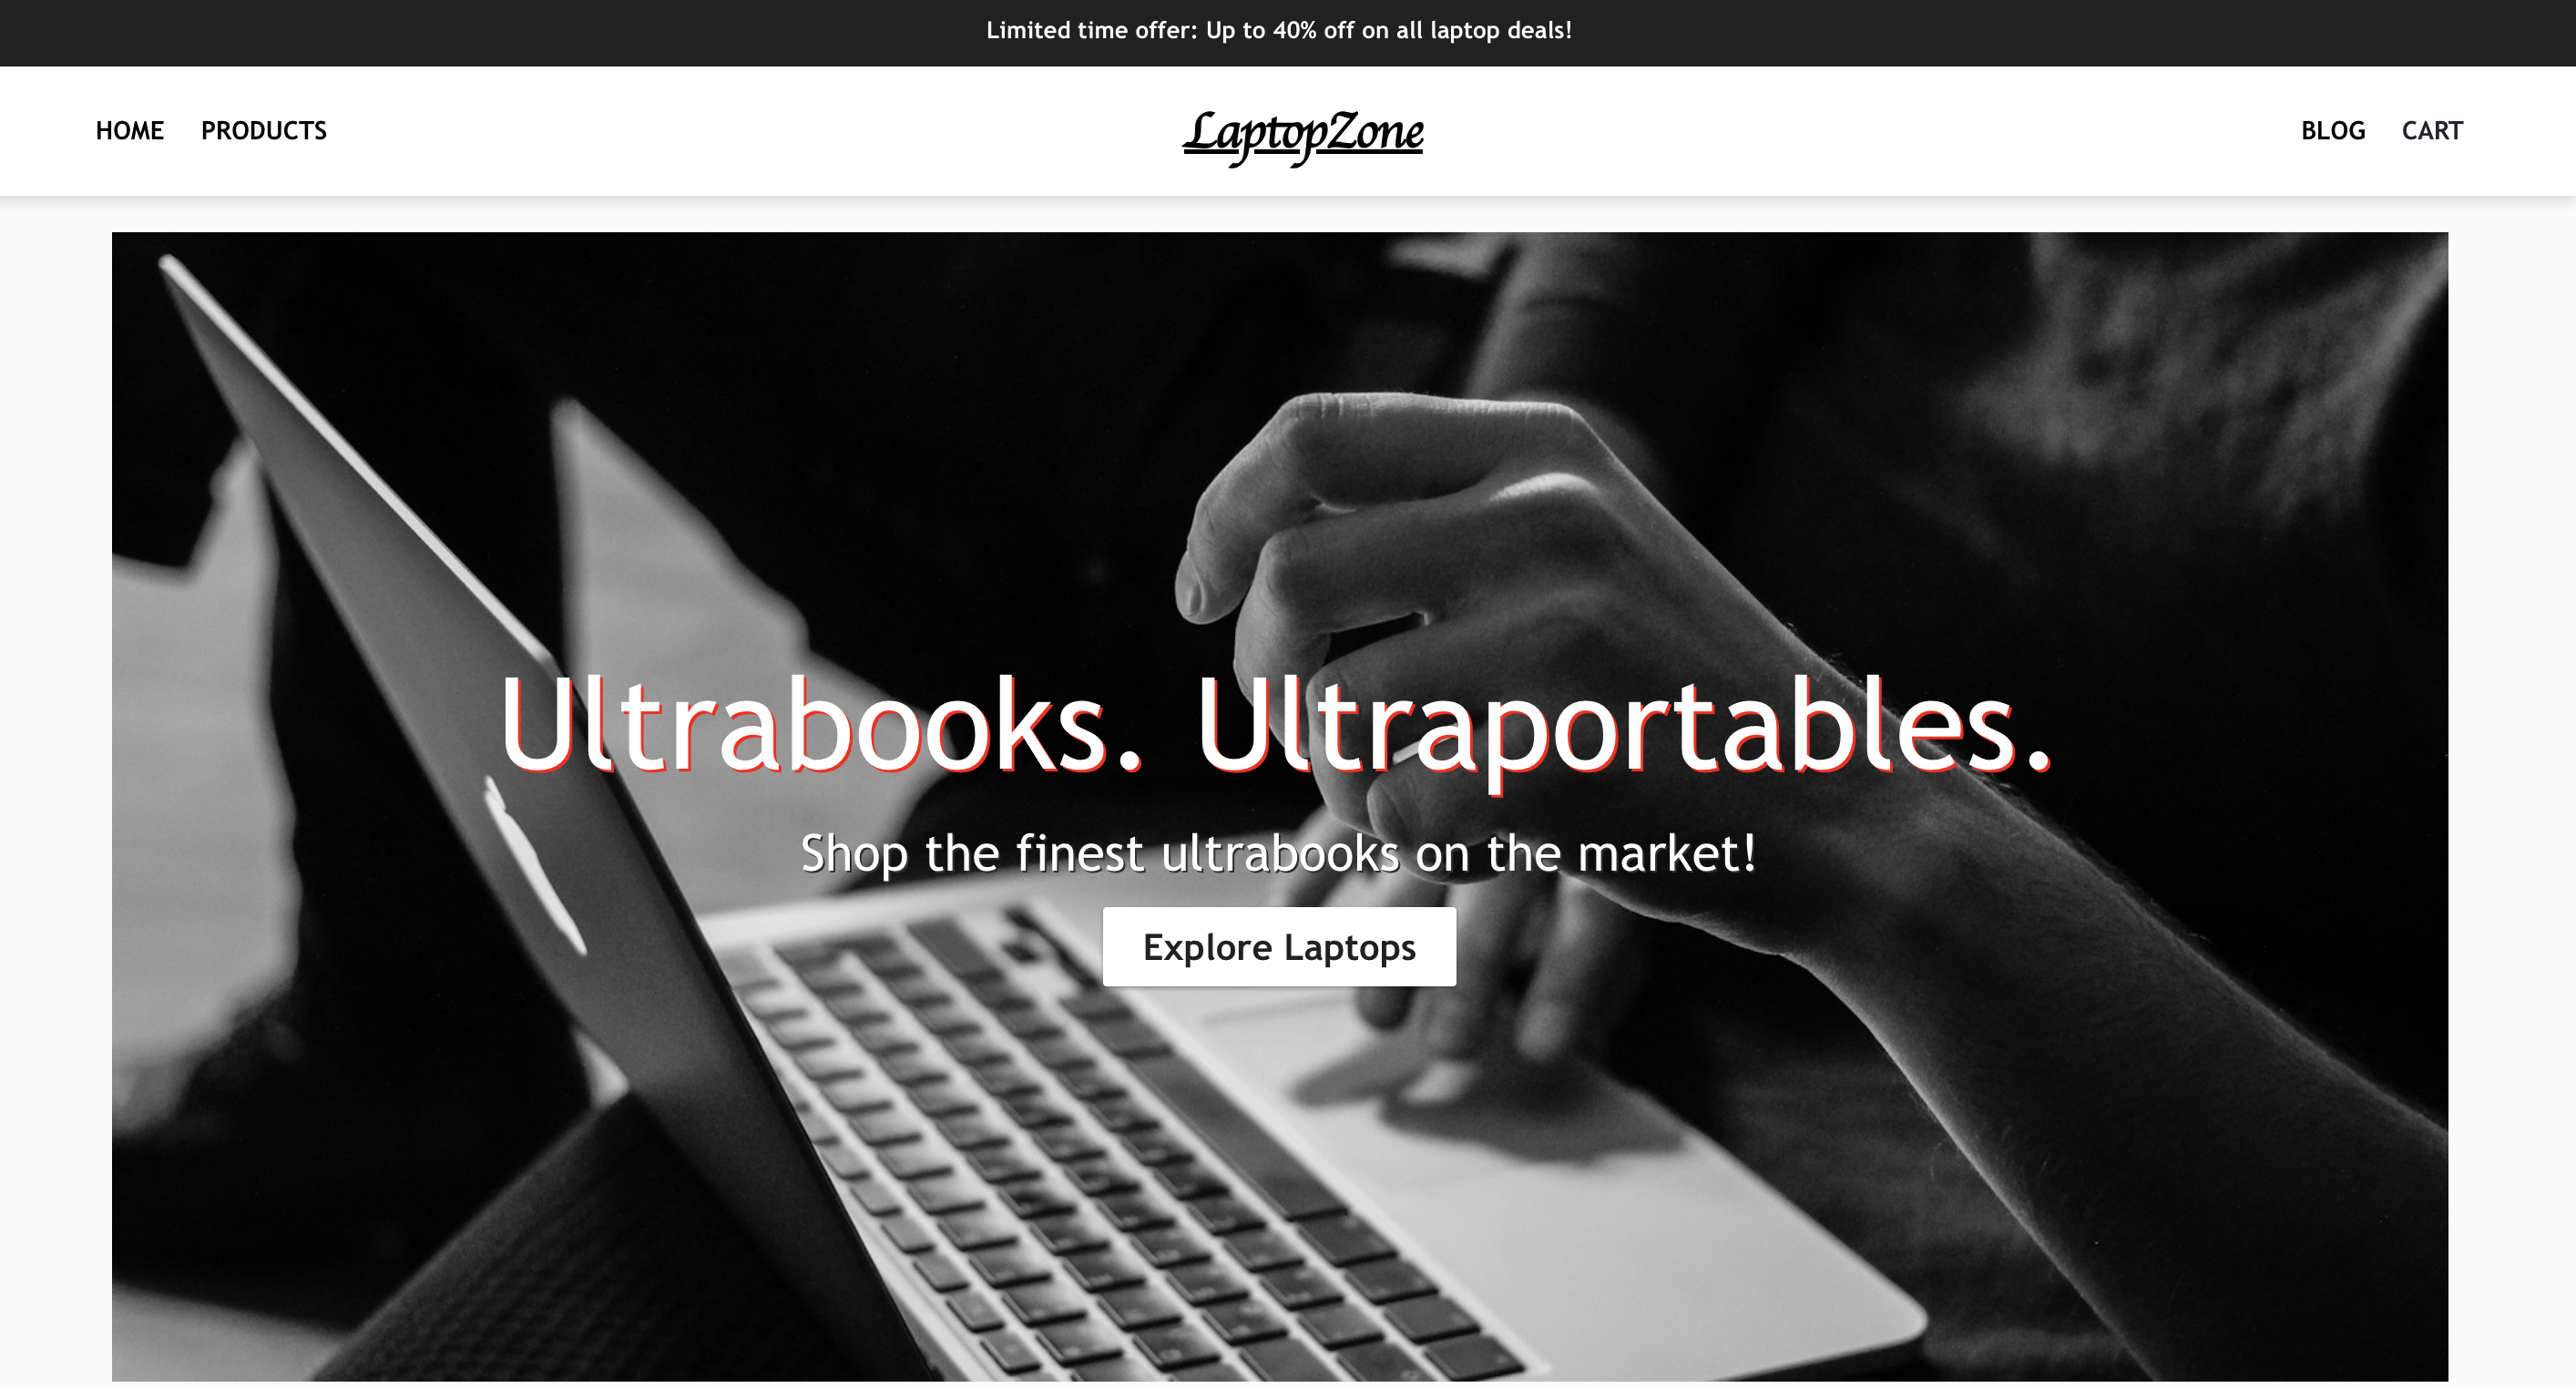 Limited time offer: Up to 40% off on all laptop deals!
HOME PRODUCTS LaptopZone BLOG CART
Ultrabooks. Ultraportables.
Shop the finest ultrabooks on the market!
Explore Laptops